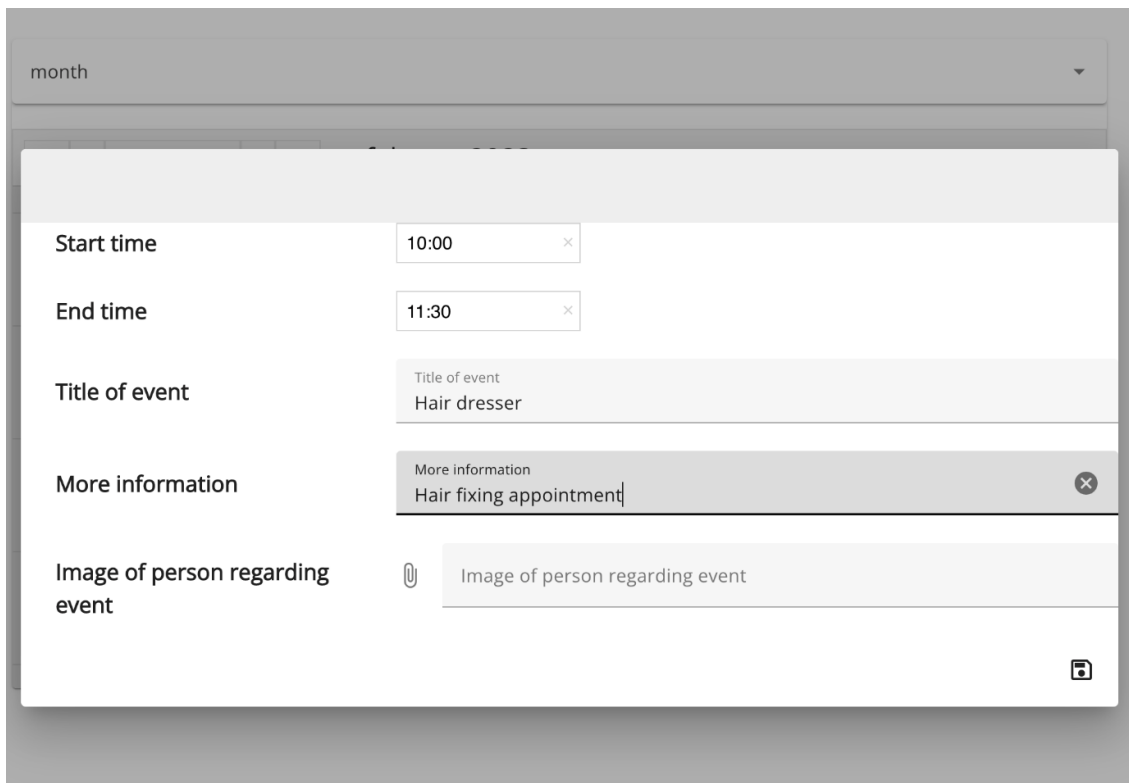 month
Start time
10:00
End time
11:30
Title of event
Title of event
Hair dresser
More information
More information
Hair fixing appointment
Image of person regarding
event
Image of person regarding event